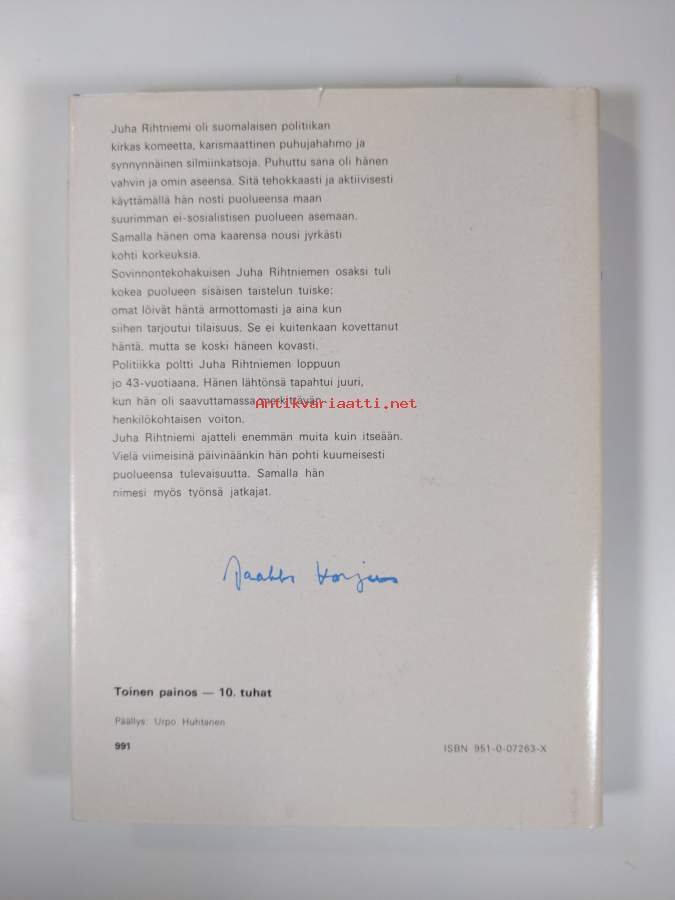 Juha Rihtniemi oli suomalaisen politiikan
kirkas komeetta, karismaattinen puhujahahmo ja
synnynnäinen silmiinkatsoja. Puhuttu sana oli hänen
vahvin ja omin aseensa. Sitä tehokkaasti ja aktiivisesti
käyttämällä hän nosti puolueensa maan
suurimman ei-sosialistisen puolueen asemaan.
Samalla hänen oma kaarensa nousi jyrkästi
kohti korkeuksia.
Sovinnontekohakuisen Juha Rihtniemen osaksi tuli
kokea puolueen sisäisen taistelun tuiske:
omat löivät häntä armottomasti ja aina kun
siihen tarjoutui tilaisuus. Se ei kuitenkaan kovettanut
häntä, mutta se koski häneen kovasti.
Politiikka poltti Juha Rihtniemen loppuun
jo 43-vuotiaana. Hänen lähtönsä tapahtui juuri,
kun hän oli saavuttamassa merkittävän
Antikvariaatti.net
henkilökohtaisen voiton.
Juha Rihtniemi ajatteli enemmän muita kuin itseään.
Vielä viimeisinä päivinäänkin hän pohti kuumeisesti
puolueensa tulevaisuutta. Samalla hän
nimesi myös työnsä jatkajat.
Jaakko Korjus
Toinen painos — 10. tuhat
Päällys: Urpo Huhtanen
991
ISBN 951-0-07263-X